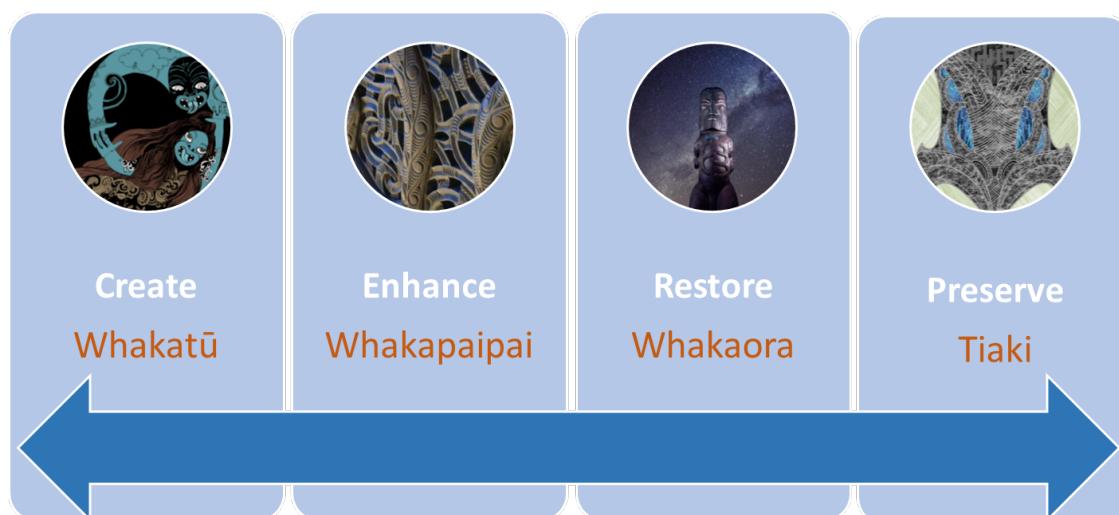 Create
Whakatū
Enhance
Whakapaipai
Restore
Whakaora
Preserve
Tiaki